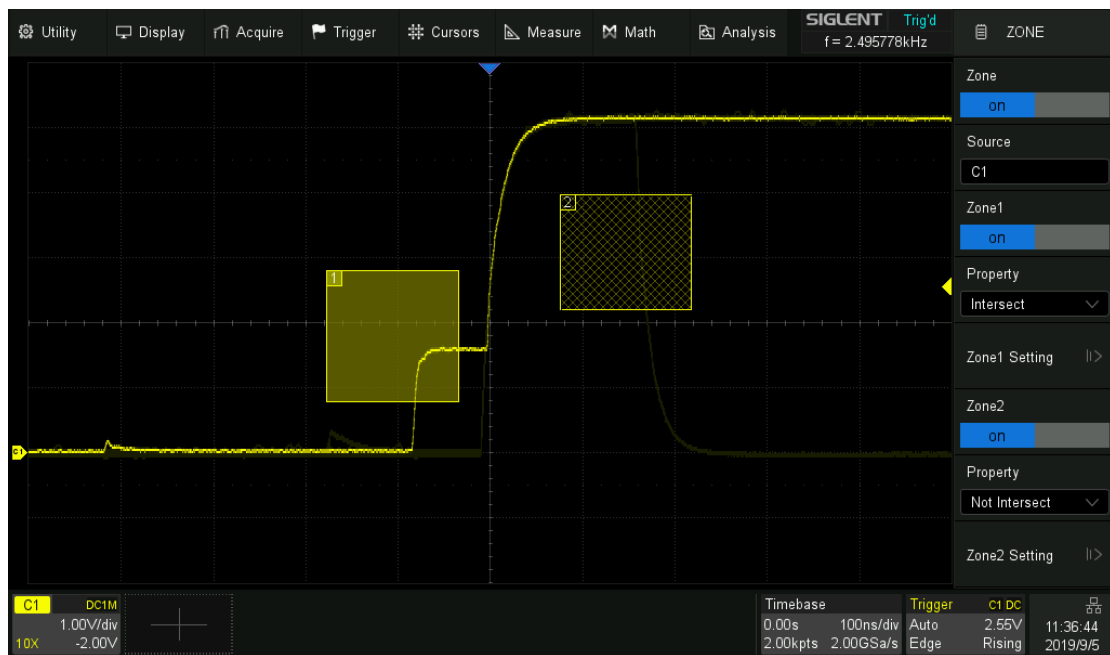 Utility Display Acquire Trigger Cursors Measure Math Analysis
SIGLENT Trig'd
f = 2.495778kHz
ZONE
Zone
on
Source
C1
Zone1
on
Property
Intersect
Zone1 Setting
Zone2
on
Property
Not Intersect
Zone2 Setting
1
2
C1
C1 DC1M
1.00V/div
10X -2.00V
Timebase
0.00s 100ns/div
2.00kpts 2.00GSa/s
Trigger C1 DC
Auto 2.55V
Edge Rising
11:36:44
2019/9/5